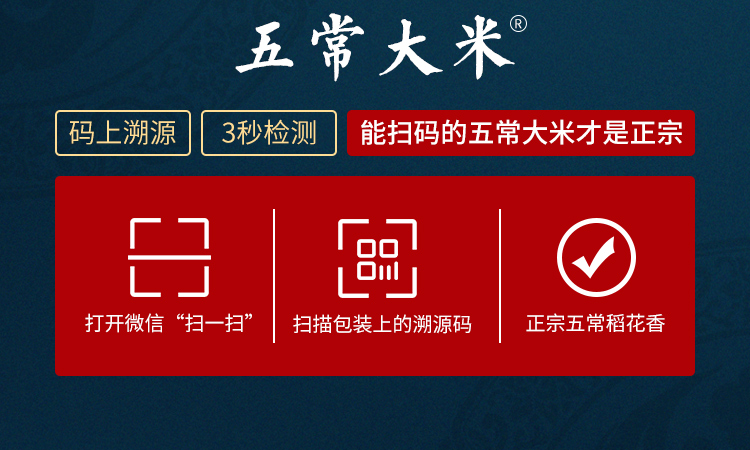 五常大米®
码上溯源 3秒检测 能扫码的五常大米才是正宗
打开微信“扫一扫” 扫描包装上的溯源码 正宗五常稻花香